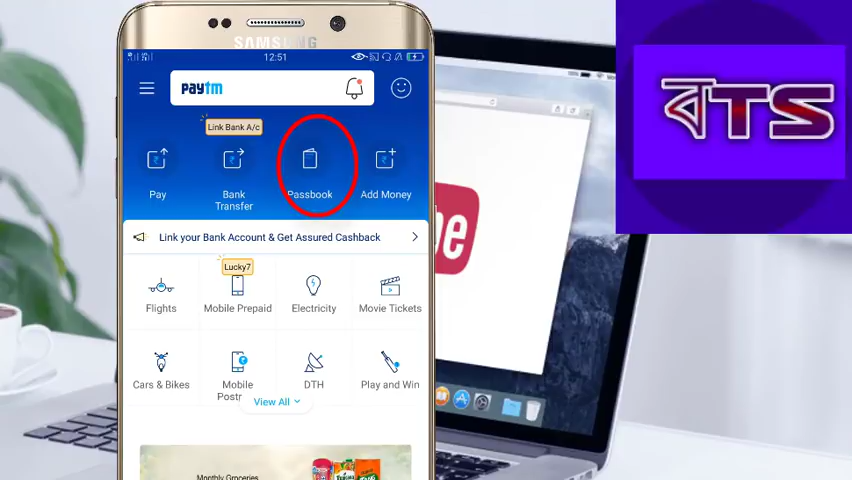 SAMSUNG
12:51
paytm
Link Bank A/c
Pay
Bank Transfer
Passbook
Add Money
Link your Bank Account & Get Assured Cashback
Lucky7
Flights
Mobile Prepaid
Electricity
Movie Tickets
Cars & Bikes
Mobile
DTH
Play and Win
View All
Monthly Groceries
বTS
be